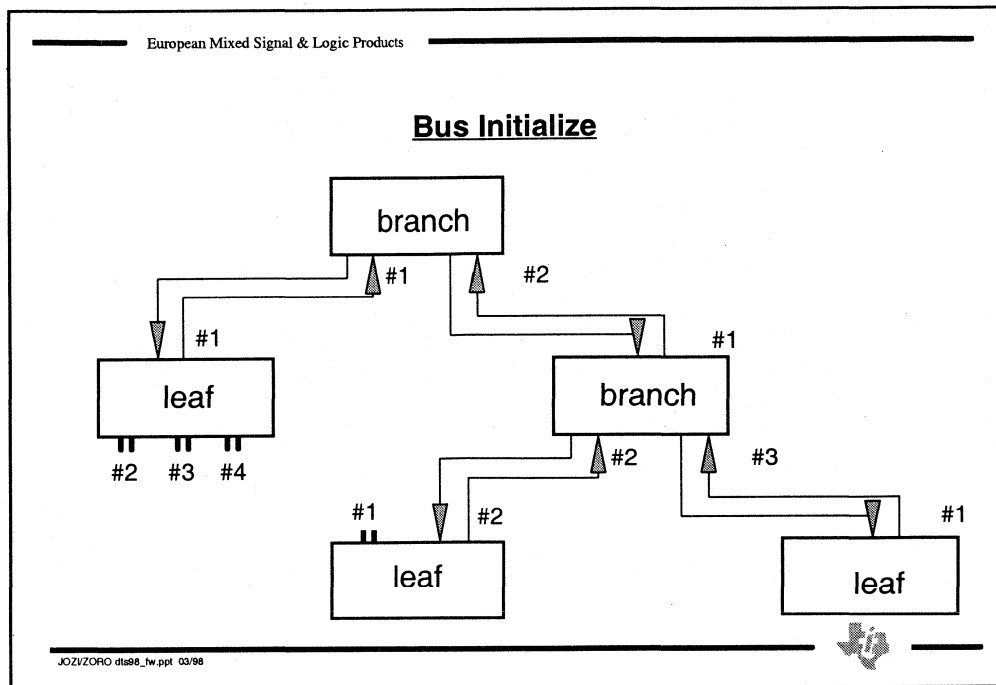 European Mixed Signal & Logic Products
Bus Initialize
branch
#1
#2
#1
#1
leaf
branch
#2 #3 #4
#2
#3
#1
#2
#1
leaf
leaf
JOZI/ZORO dts98_fw.ppt 03/98